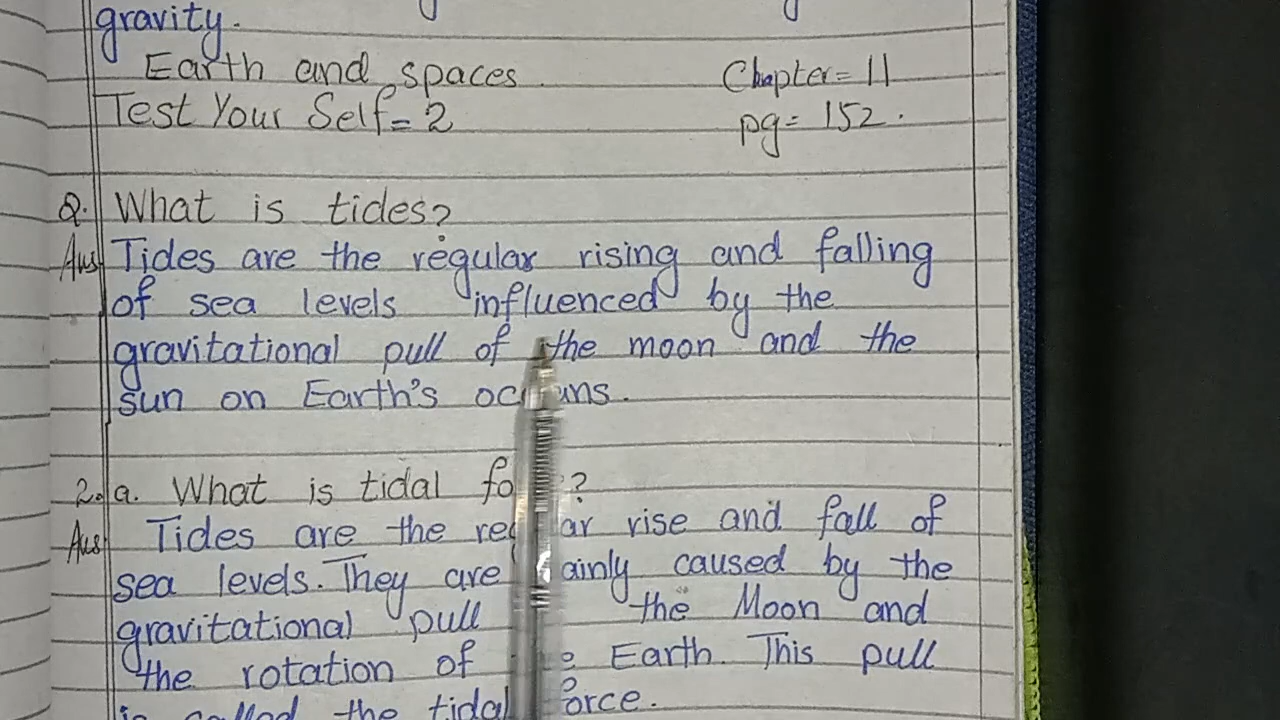 gravity.
Earth and spaces
Chapter=11
Test Your Self=2
pg=152.
Q. What is tides?
Ans Tides are the regular rising and falling
of sea levels influenced by the
gravitational pull of the moon and the
sun on Earth's
2. a. What is tidal
Ans Tides are the rise and fall of
sea levels. They are caused by the
gravitational pull the Moon and
the rotation of Earth. This pull
is called the tidal